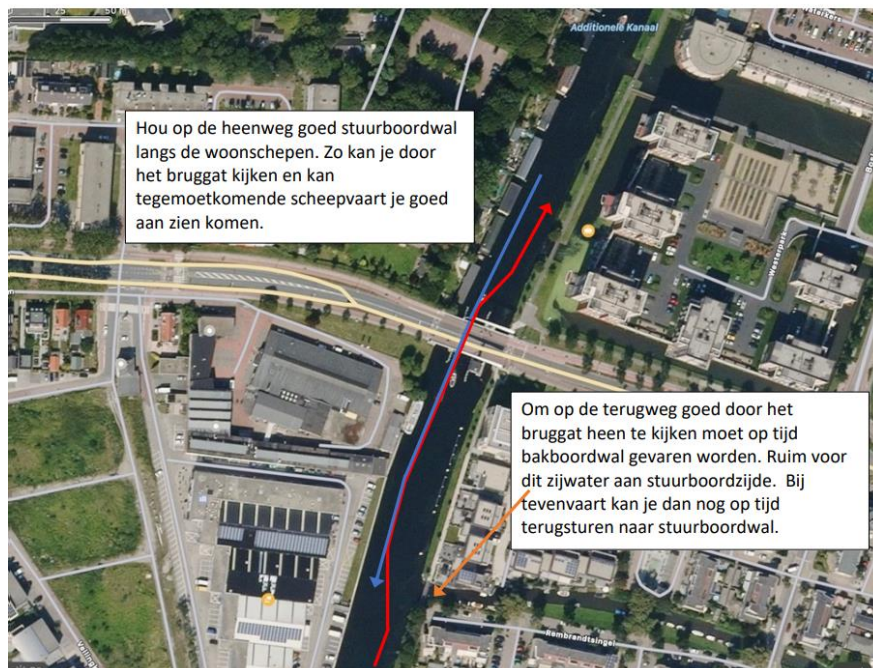 25
50
Additionele Kanaal
Hou op de heenweg goed stuurboordwal
langs de woonschepen. Zo kan je door
het bruggat kijken en kan
tegemoetkomende scheepvaart je goed
aan zien komen.
Westerpark
Om op de terugweg goed door het
bruggat heen te kijken moet op tijd
bakboordwal gevaren worden. Ruim voor
dit zijwater aan stuurboordzijde.  Bij
tevenvaart kan je dan nog op tijd
terugsturen naar stuurboordwal.
Rembrandtsingel